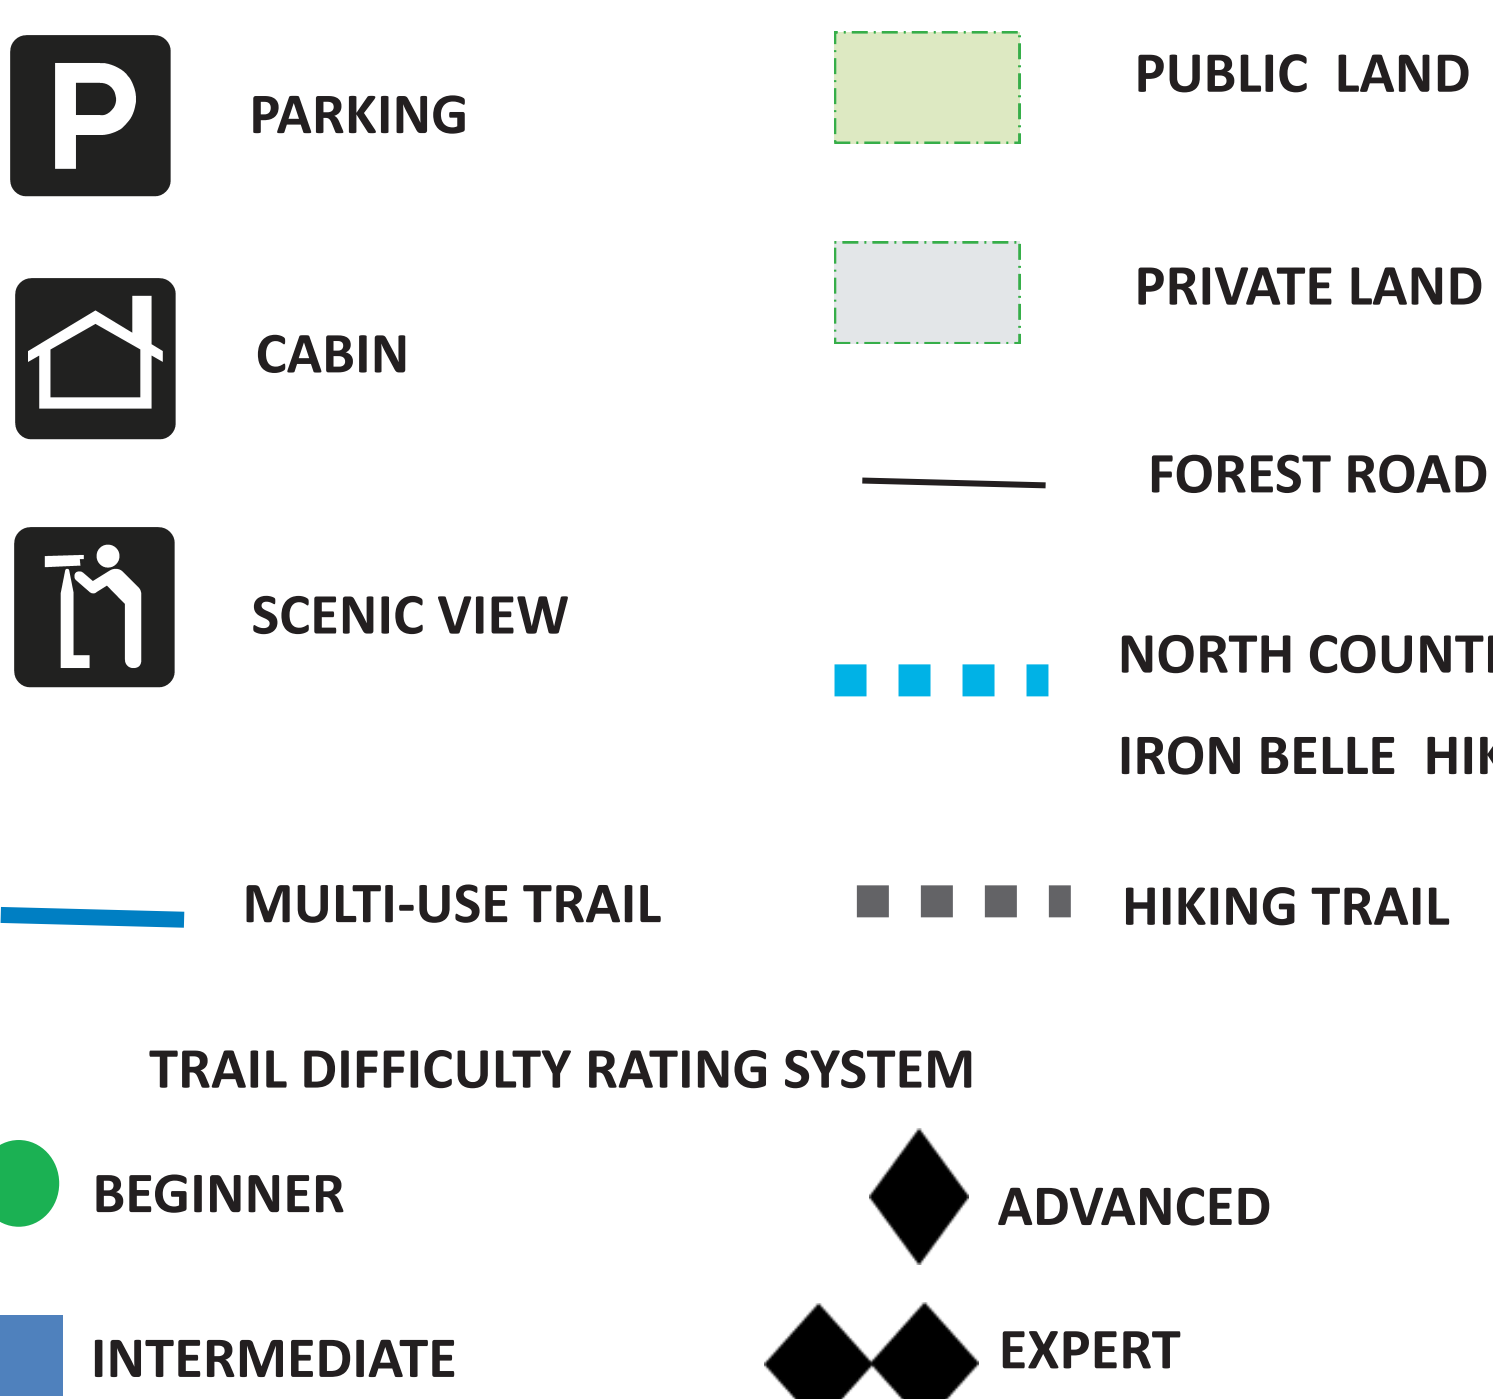 P
PARKING
PUBLIC LAND
CABIN
PRIVATE LAND
FOREST ROAD
SCENIC VIEW
NORTH
IRON BELLE
MULTI-USE TRAIL
HIKING TRAIL
TRAIL DIFFICULTY RATING SYSTEM
BEGINNER
ADVANCED
INTERMEDIATE
EXPERT